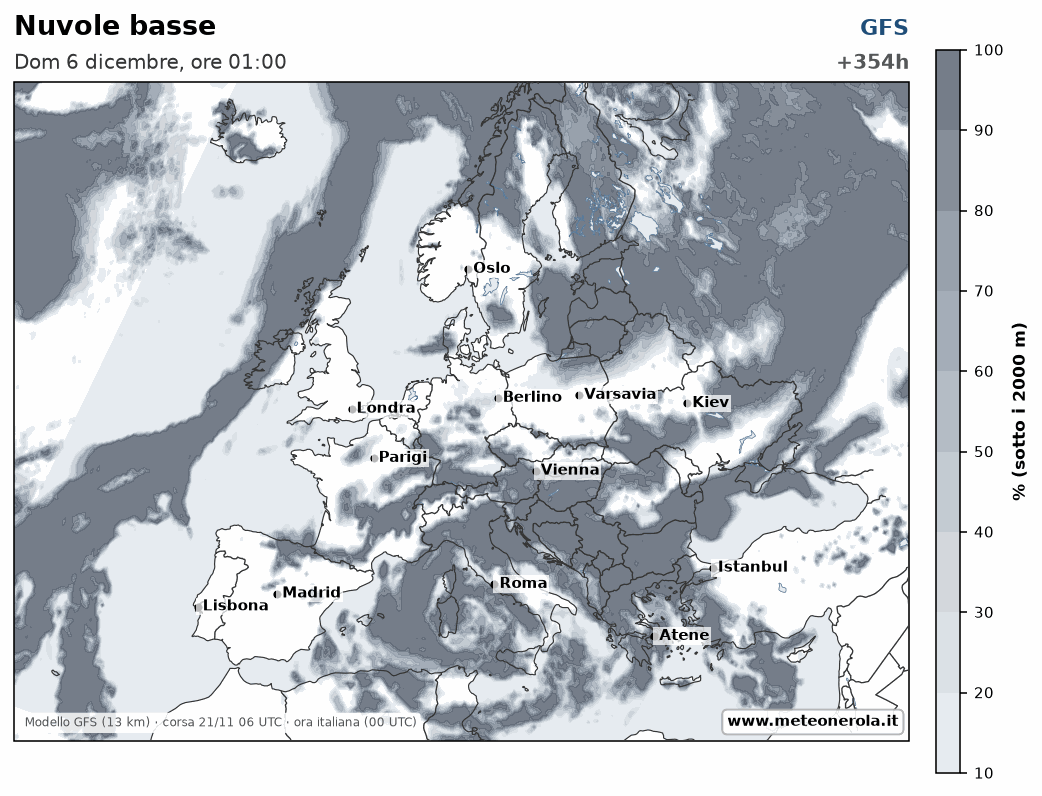 Nuvole basse
GFS
Dom 6 dicembre, ore 01:00
+354h
Oslo
Berlino
Varsavia
Kiev
Londra
Parigi
Vienna
Istanbul
Roma
Madrid
Lisbona
Atene
Modello GFS (13 km) · corsa 21/11 06 UTC · ora italiana (00 UTC)
www.meteonerola.it
100
90
80
70
60
50
40
30
20
10
% (sotto i 2000 m)